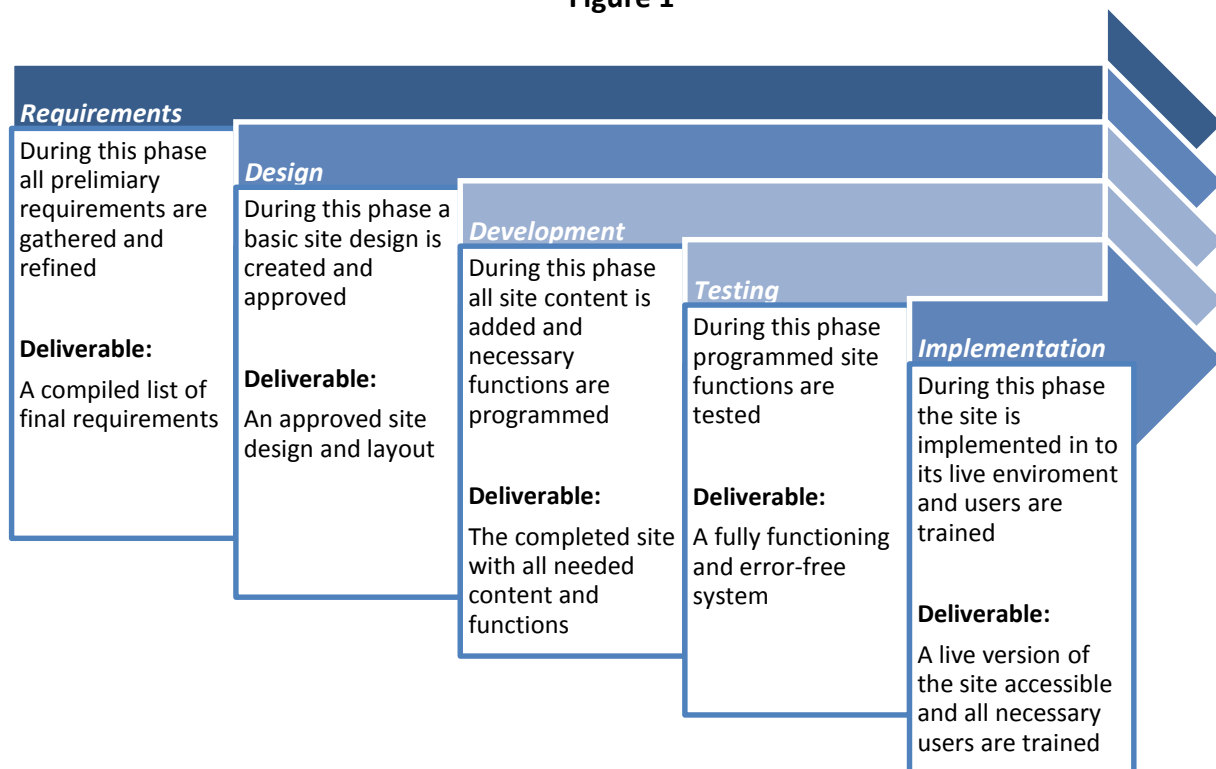 Figure 1
Requirements
During this phase
all prelimiary
requirements are
gathered and
refined
Deliverable:
A compiled list of
final requirements
Design
During this phase a
basic site design is
created and
approved
Deliverable:
An approved site
design and layout
Development
During this phase
all site content is
added and
necessary
functions are
programmed
Deliverable:
The completed site
with all needed
content and
functions
Testing
During this phase
programmed site
functions are
tested
Deliverable:
A fully functioning
and error-free
system
Implementation
During this phase
the site is
implemented in to
its live enviroment
and users are
trained
Deliverable:
A live version of
the site accessible
and all necessary
users are trained